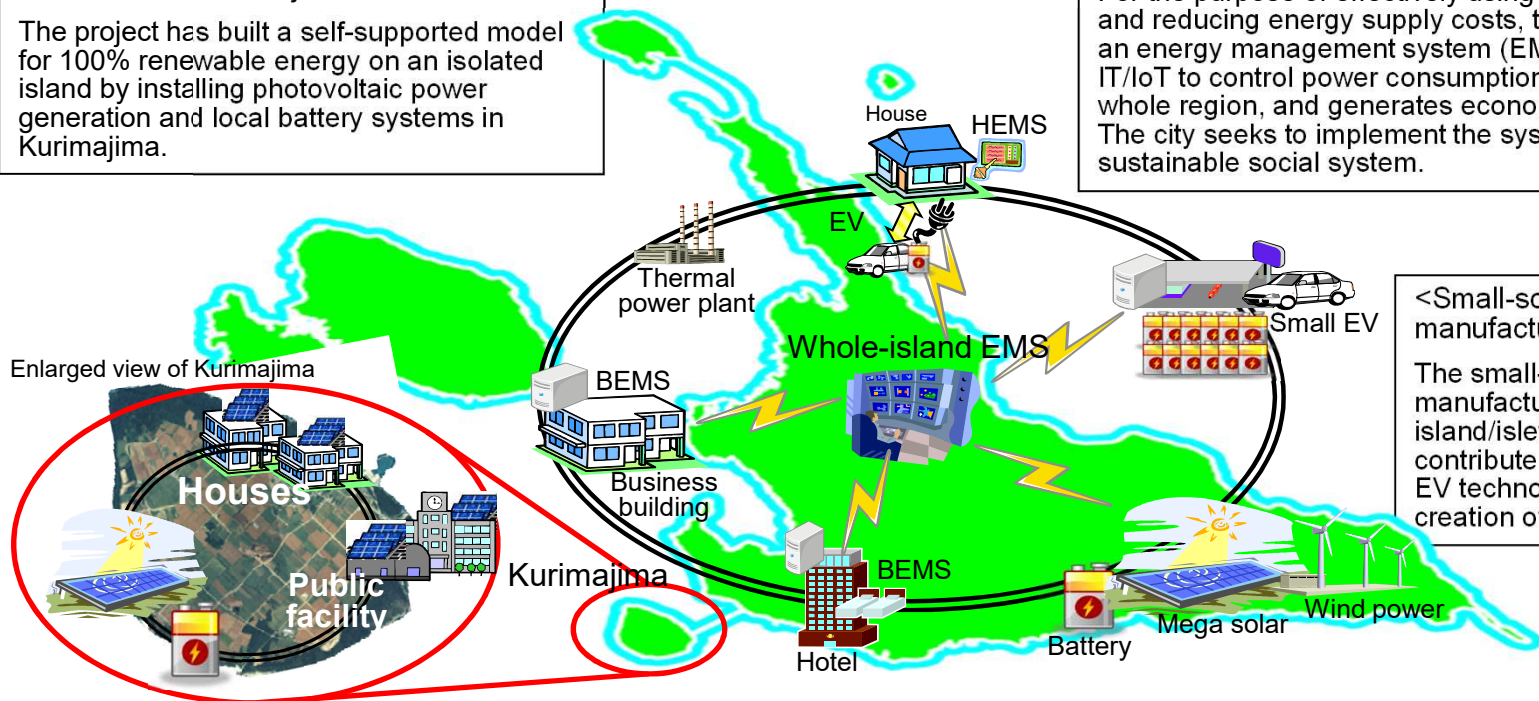 The project has built a self-supported model
for 100% renewable energy on an isolated
island by installing photovoltaic power
generation and local battery systems in
Kurimajima.
and reducing energy supply costs,
an energy management system
IT/IoT to control power consumption
whole region, and generates
The city seeks to implement the
sustainable social system.
House
HEMS
EV
Thermal
power plant
Small EV
<Small-
Whole-island EMS
The small-
contribute
EV
creation
Enlarged view of Kurimajima
BEMS
Business
building
Houses
Public
facility
Kurimajima
BEMS
Hotel
Battery
Mega solar
Wind power